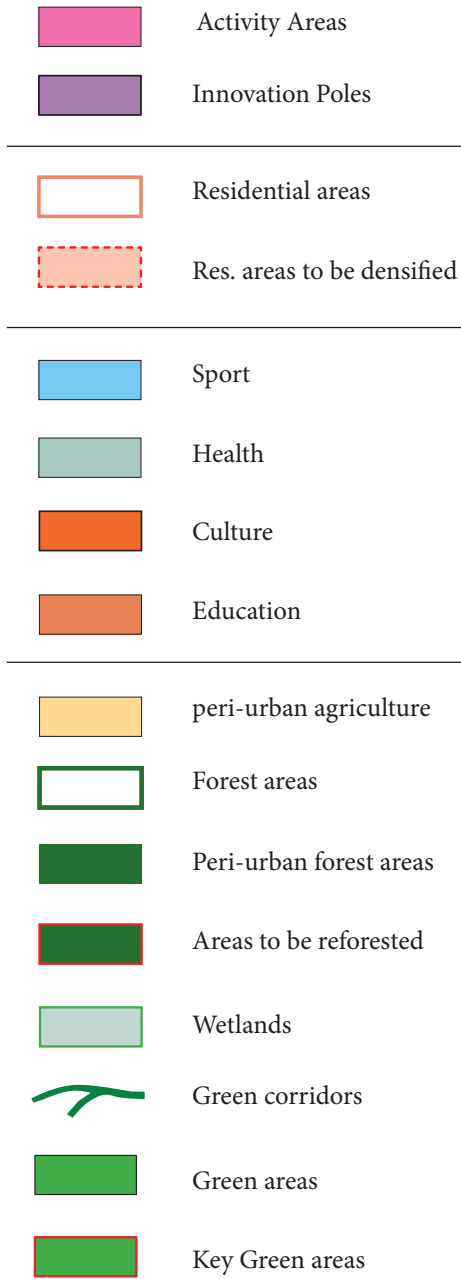 Activity Areas
Innovation Poles
Residential areas
Res. areas to be densified
Sport
Health
Culture
Education
peri-urban agriculture
Forest areas
Peri-urban forest areas
Areas to be reforested
Wetlands
Green corridors
Green areas
Key Green areas